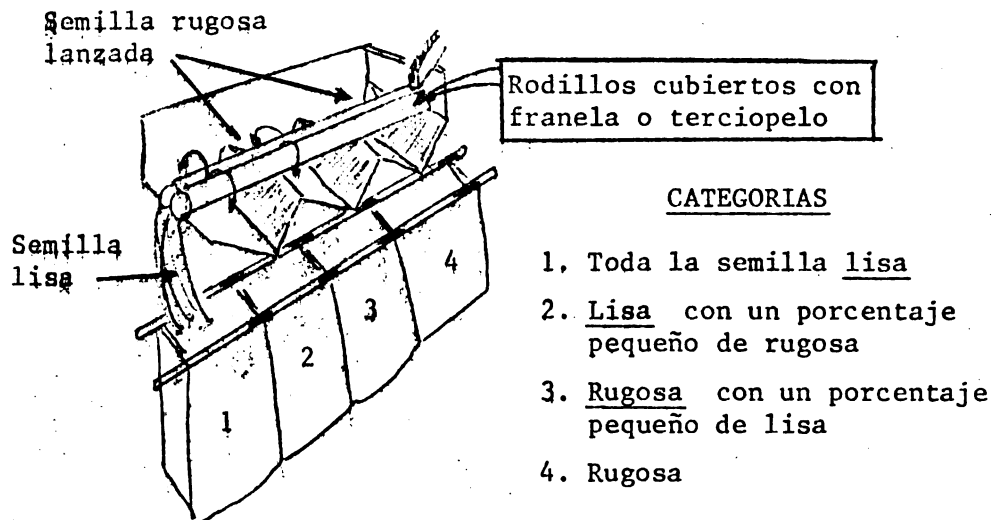 Semilla rugosa
lanzada
Rodillos cubiertos con
franela o terciopelo
Semilla
lisa
4
3
2
1
CATEGORIAS
1. Toda la semilla lisa
2. Lisa con un porcentaje
pequeño de rugosa
3. Rugosa con un porcentaje
pequeño de lisa
4. Rugosa